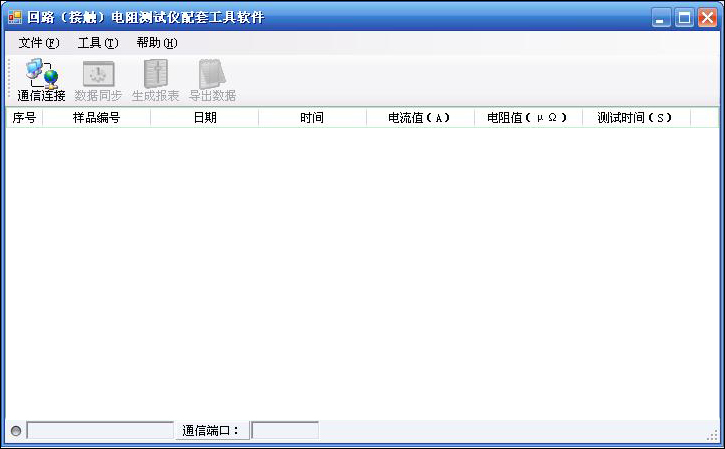 回路（接触）电阻测试仪配套工具软件
文件(F) 工具(T) 帮助(H)
通信连接 数据同步 生成报表 导出数据
序号 样品编号 日期 时间 电流值(A) 电阻值(μΩ) 测试时间(S)
通信端口：